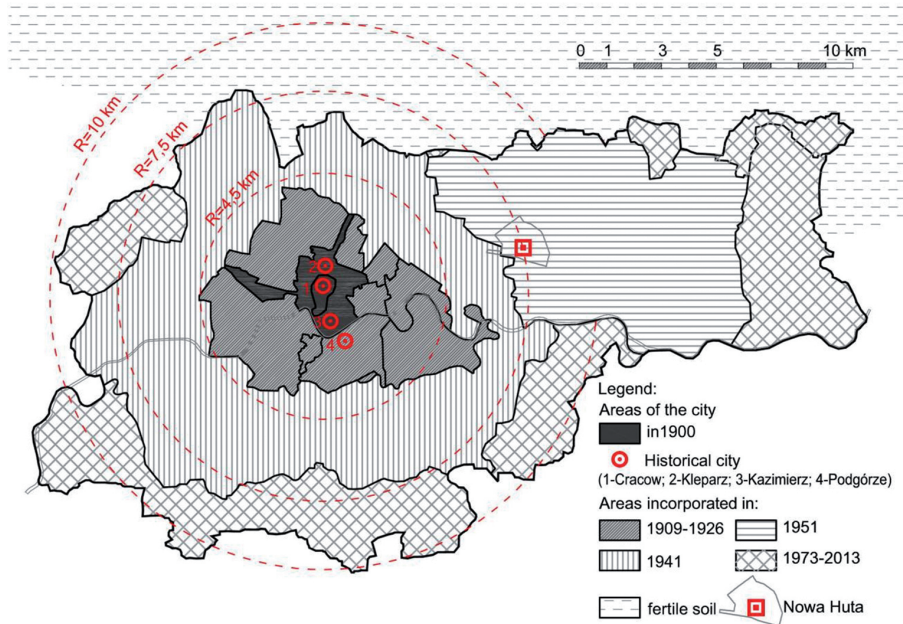 0 1 3 5 10 km
R=10 km
R=7,5 km
R=4,5 km
2
1
3
4
Legend:
Areas of the city
in1900
Historical city
(1-Cracow; 2-Kleparz; 3-Kazimierz; 4-Podgórze)
Areas incorporated in:
1909-1926 1951
1941 1973-2013
fertile soil Nowa Huta